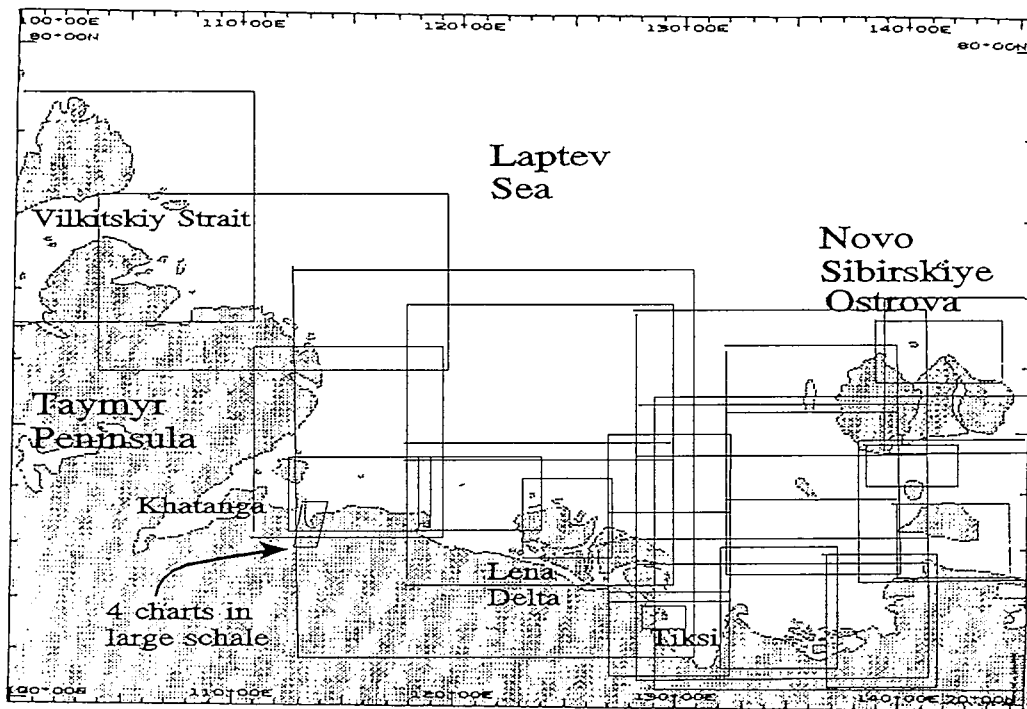 100+00E 110+00E 120+00E 130+00E 140+00E
80+00N 80+00N
Laptev
Sea
Vilkitskiy Strait
Novo
Sibirskiye
Ostrova
Taymyr
Peninsula
Khatanga
Lena
Delta
4 charts in
large schale
Tiksi
110+00E 120+00E 130+00E 140+00E